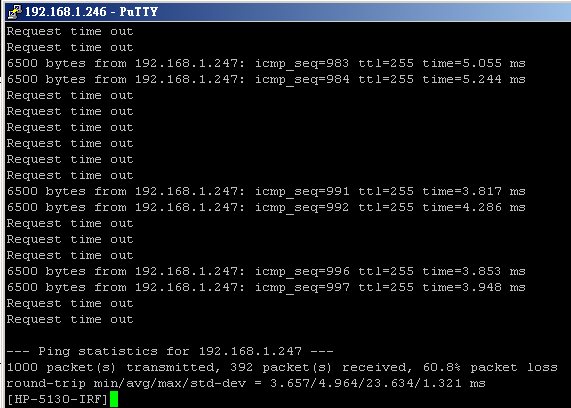 192.168.1.246 - PuTTY
Request time out
Request time out
6500 bytes from 192.168.1.247: icmp_seq=983 ttl=255 time=5.055 ms
6500 bytes from 192.168.1.247: icmp_seq=984 ttl=255 time=5.244 ms
Request time out
Request time out
Request time out
Request time out
Request time out
Request time out
6500 bytes from 192.168.1.247: icmp_seq=991 ttl=255 time=3.817 ms
6500 bytes from 192.168.1.247: icmp_seq=992 ttl=255 time=4.286 ms
Request time out
Request time out
Request time out
6500 bytes from 192.168.1.247: icmp_seq=996 ttl=255 time=3.853 ms
6500 bytes from 192.168.1.247: icmp_seq=997 ttl=255 time=3.948 ms
Request time out
Request time out
--- Ping statistics for 192.168.1.247 ---
1000 packet(s) transmitted, 392 packet(s) received, 60.8% packet loss
round-trip min/avg/max/std-dev = 3.657/4.964/23.634/1.321 ms
[HP-5130-IRF]